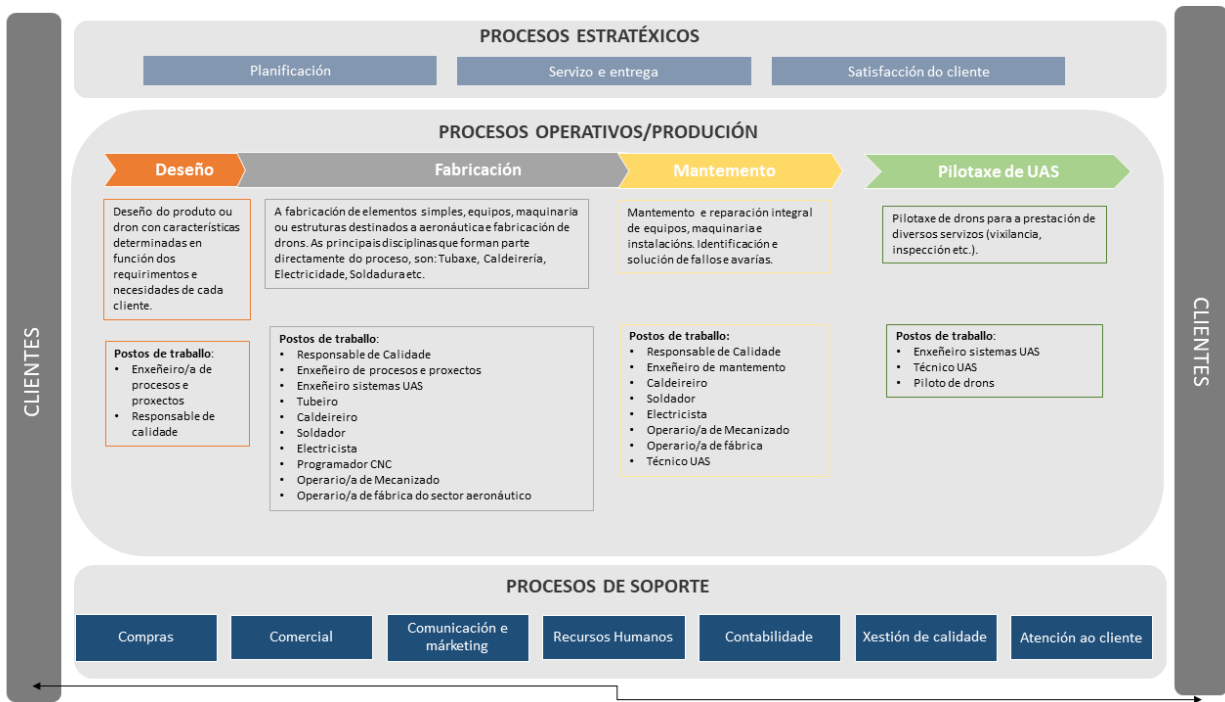 CLIENTES
PROCESOS ESTRATÉXICOS
Planificación
Servizo e entrega
Satisfacción do cliente
PROCESOS OPERATIVOS/PRODUCIÓN
Deseño
Fabricación
Mantemento
Pilotaxe de UAS
Deseño do produto ou
dron con características
determinadas en
función dos
requirimentos e
necesidades de cada
cliente.
A fabricación de elementos simples, equipos, maquinaria
ou estruturas destinados a aeronáutica e fabricación de
drons. As principais disciplinas que forman parte
directamente do proceso, son: Tubaxe, Caldeirería,
Electricidade, Soldadura etc.
Mantemento e reparación integral
de equipos, maquinaria e
instalacións. Identificación e
solución de fallos e avarías.
Pilotaxe de drons para a prestación de
diversos servizos (vixilancia,
inspección etc.).
Postos de traballo:
• Enxeñeiro/a de
procesos e
proxectos
• Responsable de
calidade
Postos de traballo:
• Responsable de Calidade
• Enxeñeiro de procesos e proxectos
• Enxeñeiro sistemas UAS
• Tubeiro
• Caldeireiro
• Soldador
• Electricista
• Programador CNC
• Operario/a de Mecanizado
• Operario/a de fábrica do sector aeronáutico
Postos de traballo:
• Responsable de Calidade
• Enxeñeiro de mantemento
• Caldeireiro
• Soldador
• Electricista
• Operario/a de Mecanizado
• Operario/a de fábrica
• Técnico UAS
Postos de traballo:
• Enxeñeiro sistemas UAS
• Técnico UAS
• Piloto de drons
PROCESOS DE SOPORTE
Compras
Comercial
Comunicación e
márketing
Recursos Humanos
Contabilidade
Xestión de calidade
Atención ao cliente
CLIENTES